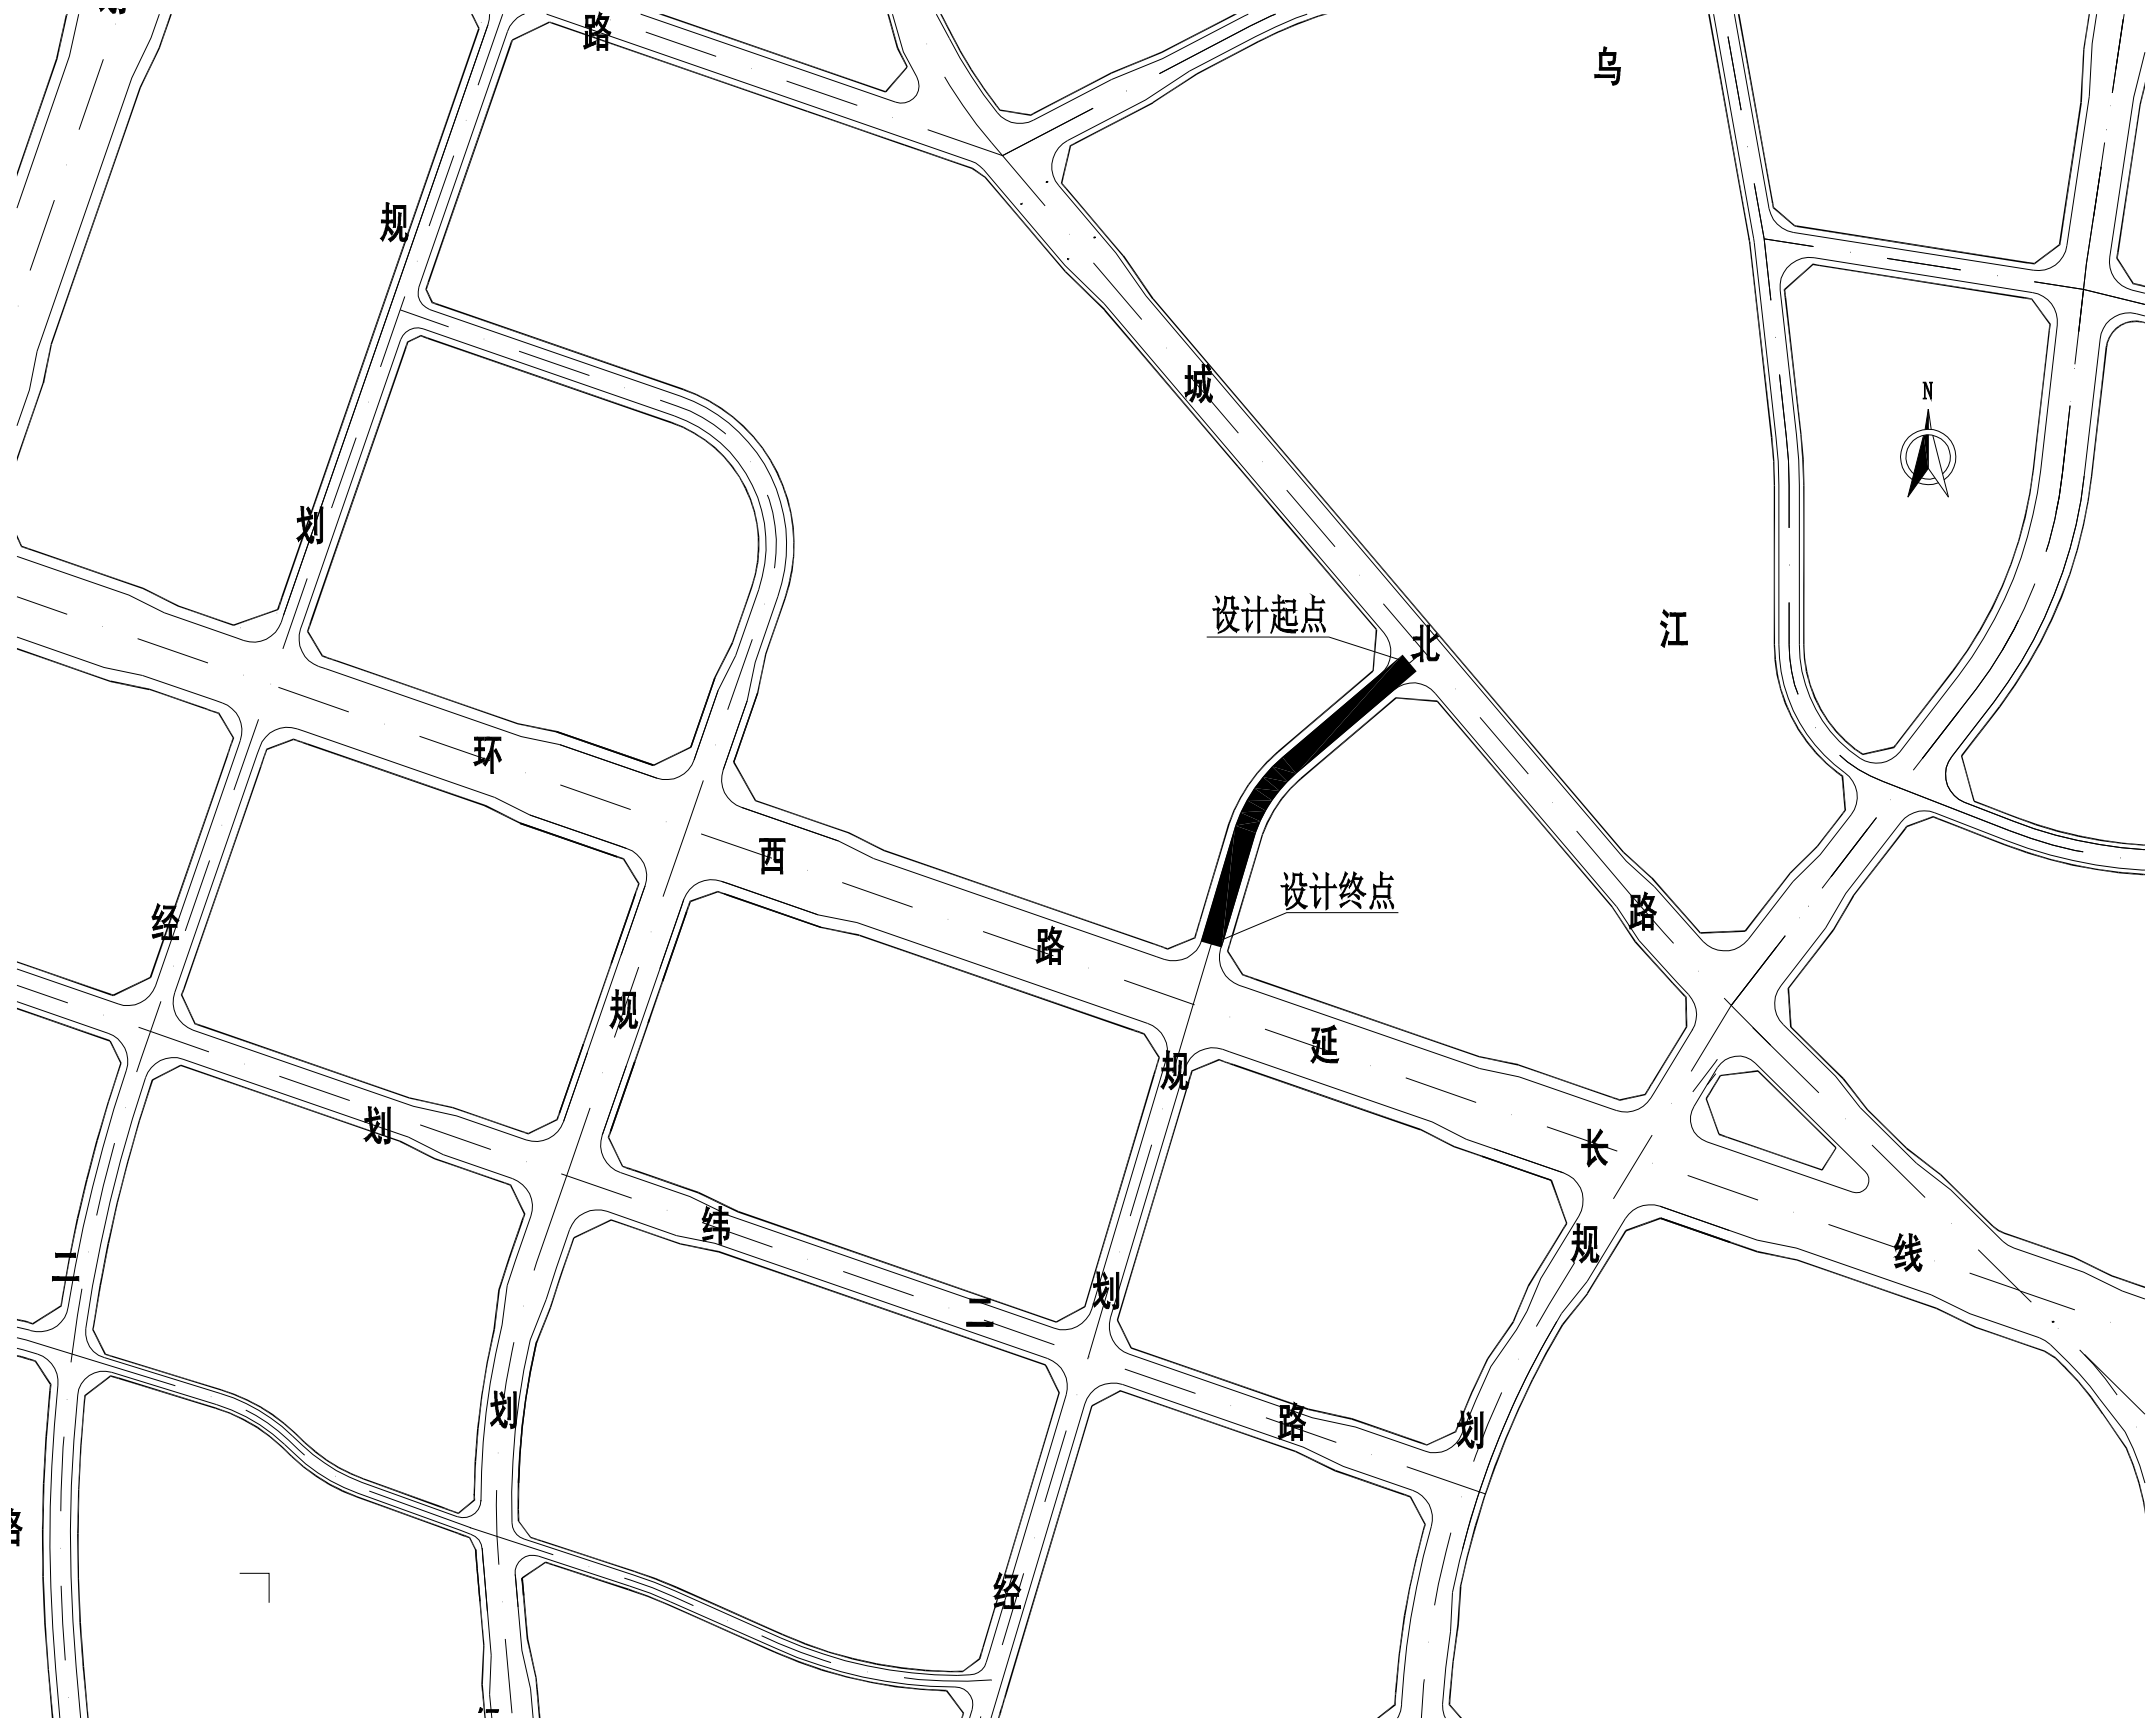 路
乌
规
城
N
划
设计起点
北
江
环
西
设计终点
路
经
路
规
延
规
划
长
纬
规
线
二
划
二
划
路
划
经